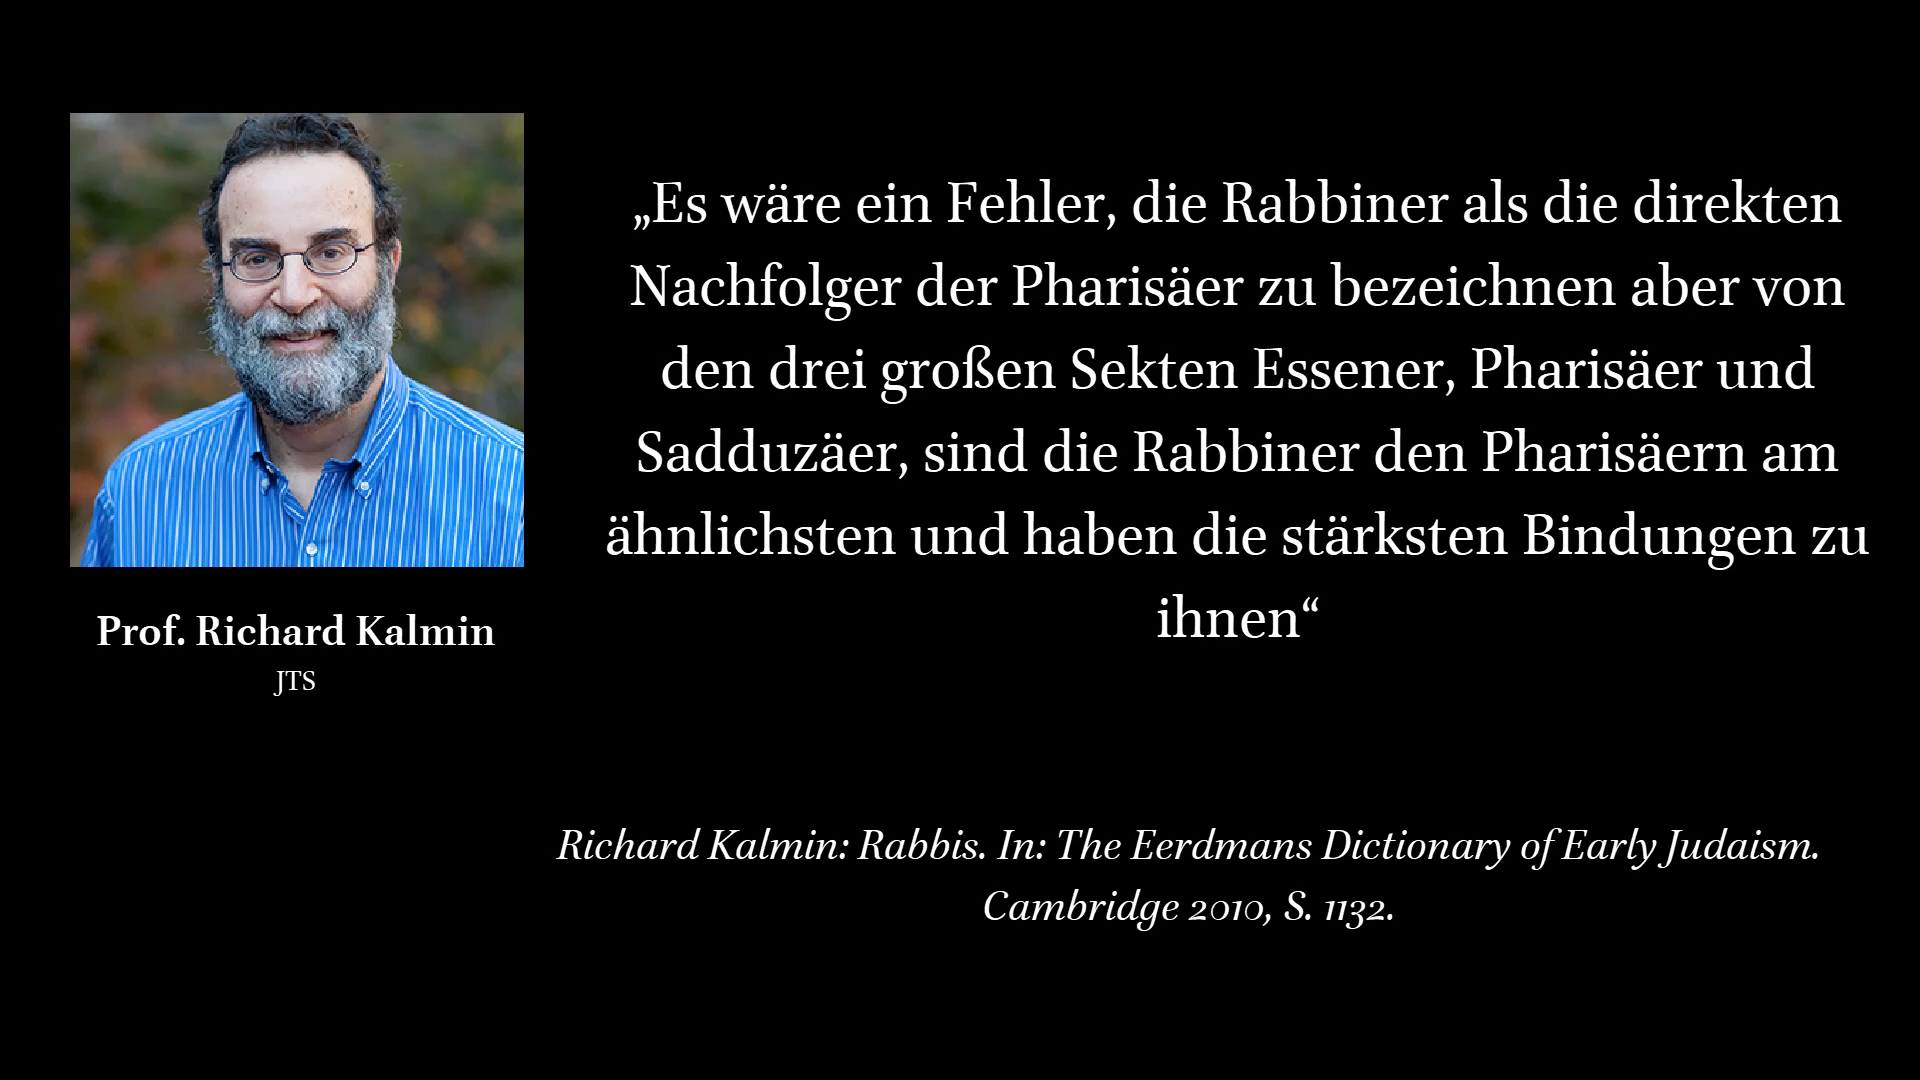 „Es wäre ein Fehler, die Rabbiner als die direkten
Nachfolger der Pharisäer zu bezeichnen aber von
den drei großen Sekten Essener, Pharisäer und
Sadduzäer, sind die Rabbiner den Pharisäern am
ähnlichsten und haben die stärksten Bindungen zu
ihnen“
Prof. Richard Kalmin
JTS
Richard Kalmin: Rabbis. In: The Eerdmans Dictionary of Early Judaism.
Cambridge 2010, S. 1132.